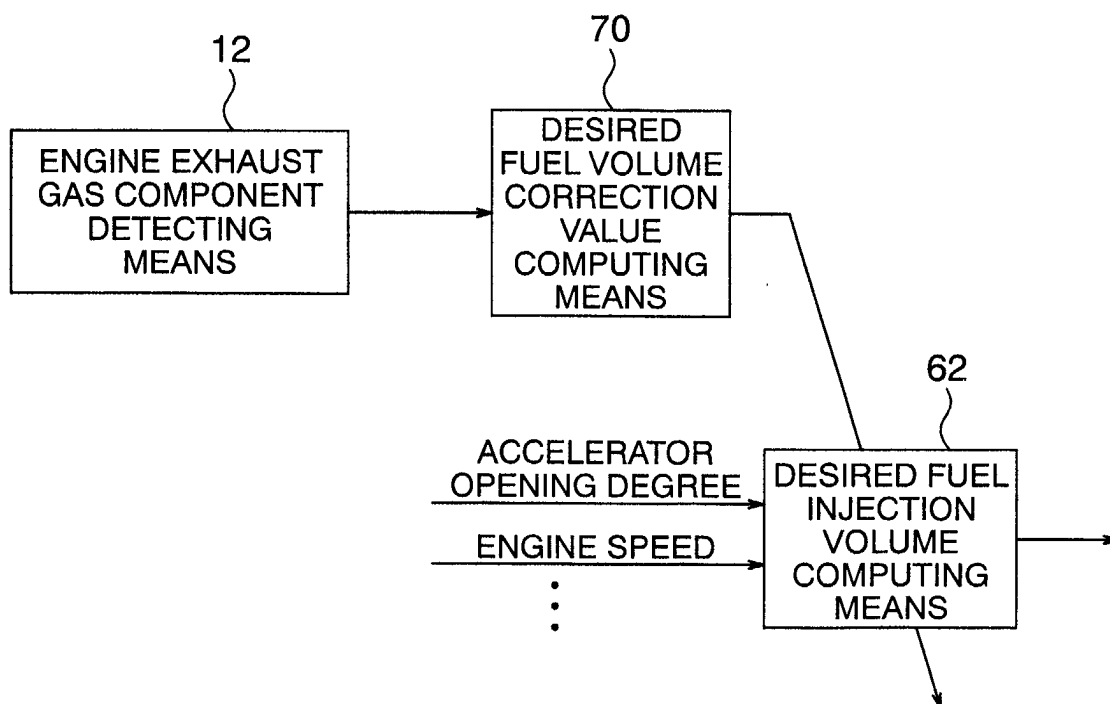 12
70
ENGINE EXHAUST
GAS COMPONENT
DETECTING
MEANS
DESIRED
FUEL VOLUME
CORRECTION
VALUE
COMPUTING
MEANS
62
ACCELERATOR
OPENING DEGREE
ENGINE SPEED
DESIRED FUEL
INJECTION
VOLUME
COMPUTING
MEANS